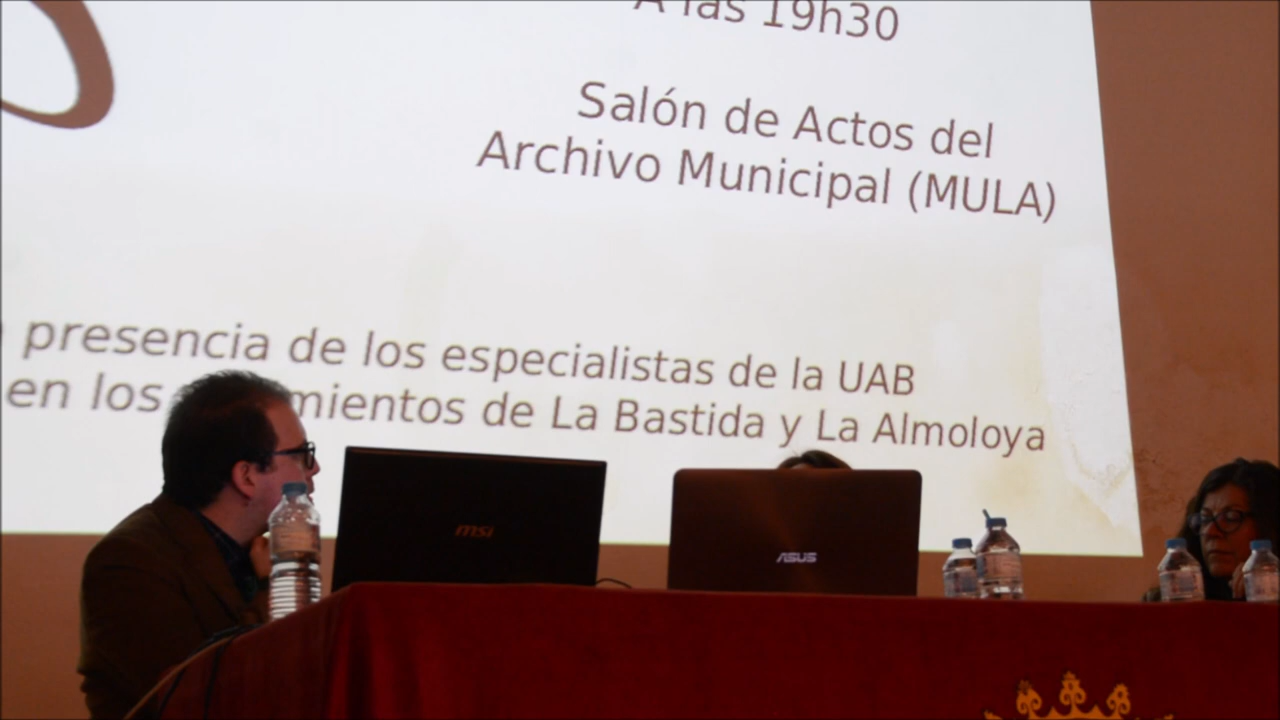 A las 19h30
Salón de Actos del
Archivo Municipal (MULA)
presencia de los especialistas de la UAB
en los mientos de La Bastida y La Almoloya
msi
ASUS